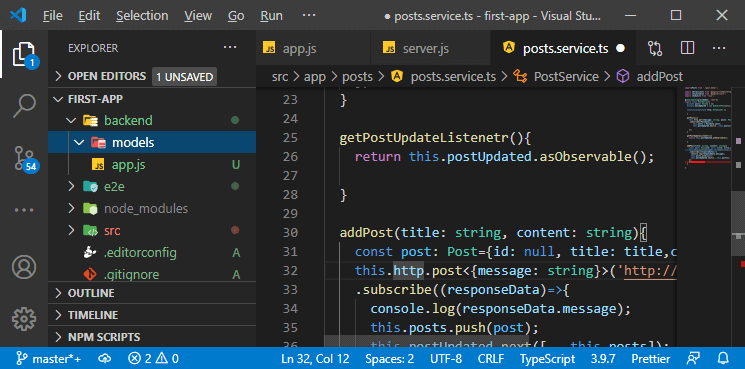 File Edit Selection View Go Run ··· ● posts.service.ts - first-app - Visual Stu...
EXPLORER ···
app.js server.js posts.service.ts ● ···
OPEN EDITORS 1 UNSAVED
src > app > posts > posts.service.ts > PostService > addPost
FIRST-APP
backend
models
app.js U
e2e
node_modules
src
.editorconfig A
.gitignore A
OUTLINE
TIMELINE
NPM SCRIPTS
1
54
23 }
24
25 getPostUpdateListenetr(){
26 return this.postUpdated.asObservable();
27
28 }
29
30 addPost(title: string, content: string){
31 const post: Post={id: null, title: title,c
32 this.http.post<{message: string}>('http://
33 .subscribe((responseData)=>{
34 console.log(responseData.message);
35 this.posts.push(post);
36 this.postUpdated.next([...this.posts]);
master*+ 2 0 Ln 32, Col 12 Spaces: 2 UTF-8 CRLF TypeScript 3.9.7 Prettier